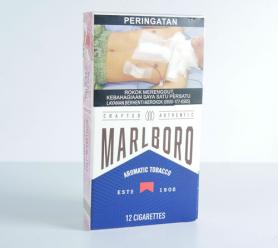 PERINGATAN
ROKOK MERENGGUT
KEBAHAGIAAN SAYA SATU PERSATU
LAYANAN BERHENTI MEROKOK (0800-177-6565)
CRAFTED AUTHENTIC
MARLBORO
AROMATIC TOBACCO
ESTD 1908
12 CIGARETTES